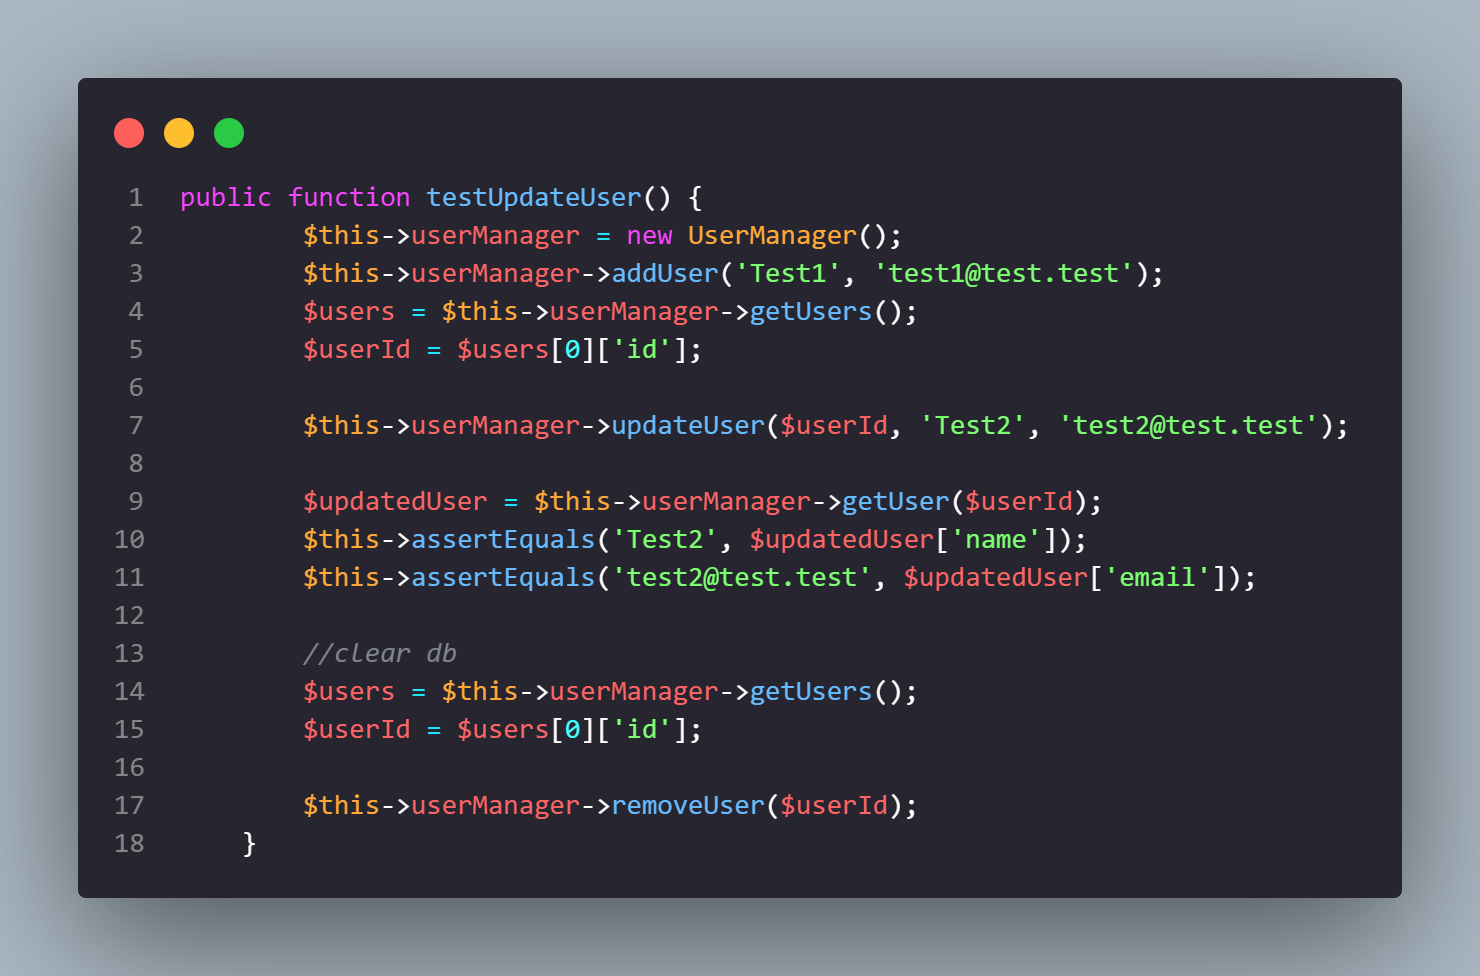 1 public function testUpdateUser() {
2 $this->userManager = new UserManager();
3 $this->userManager->addUser('Test1', 'test1@test.test');
4 $users = $this->userManager->getUsers();
5 $userId = $users[0]['id'];
6
7 $this->userManager->updateUser($userId, 'Test2', 'test2@test.test');
8
9 $updatedUser = $this->userManager->getUser($userId);
10 $this->assertEquals('Test2', $updatedUser['name']);
11 $this->assertEquals('test2@test.test', $updatedUser['email']);
12
13 //clear db
14 $users = $this->userManager->getUsers();
15 $userId = $users[0]['id'];
16
17 $this->userManager->removeUser($userId);
18 }